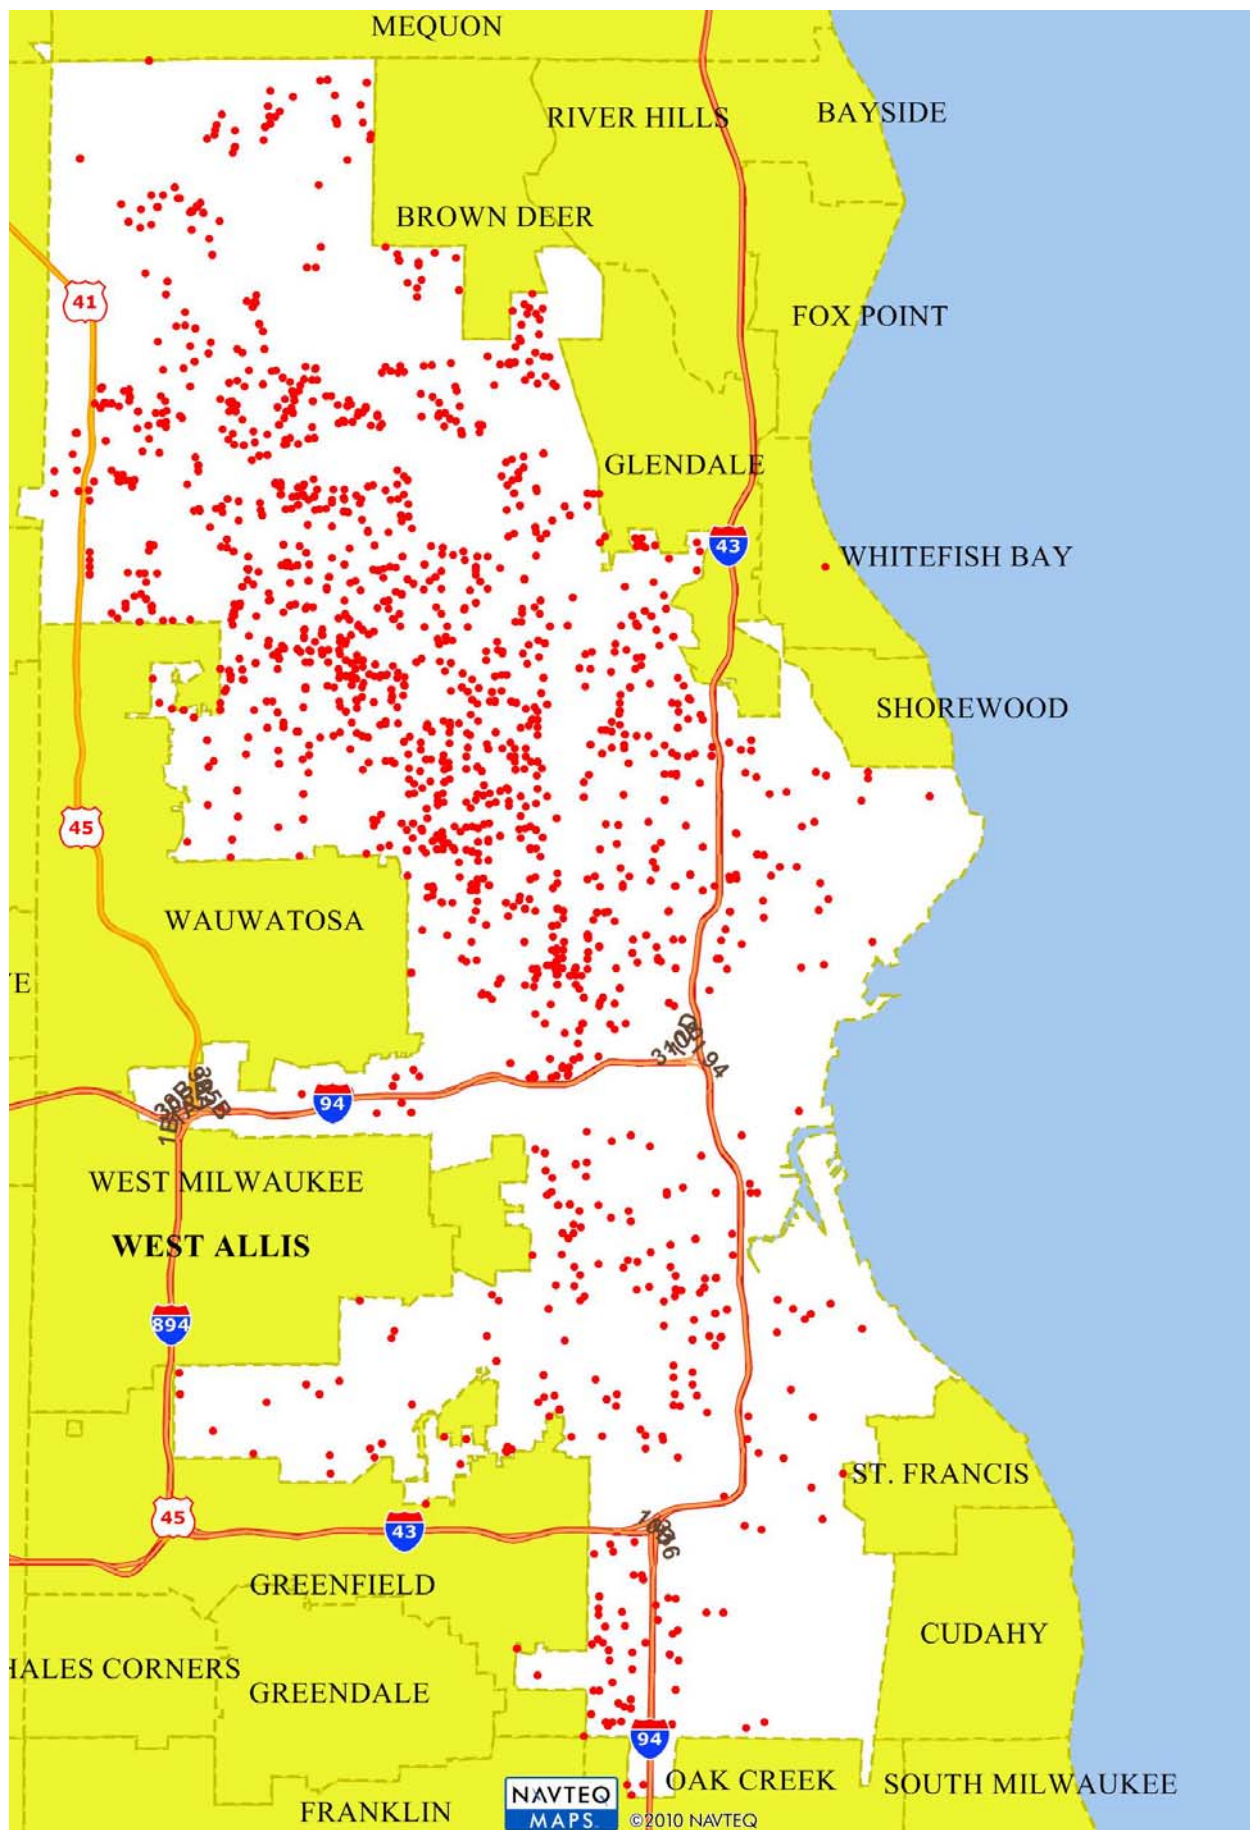 MEQUON
RIVER HILLS
BAYSIDE
BROWN DEER
41
FOX POINT
GLENDALE
43
WHITEFISH BAY
SHOREWOOD
45
WAUWATOSA
E
94
94
WEST MILWAUKEE
WEST ALLIS
894
ST. FRANCIS
45
43
GREENFIELD
CUDAHY
HALES CORNERS
GREENDALE
94
OAK CREEK
SOUTH MILWAUKEE
FRANKLIN
NAVTEQ
MAPS
©2010 NAVTEQ